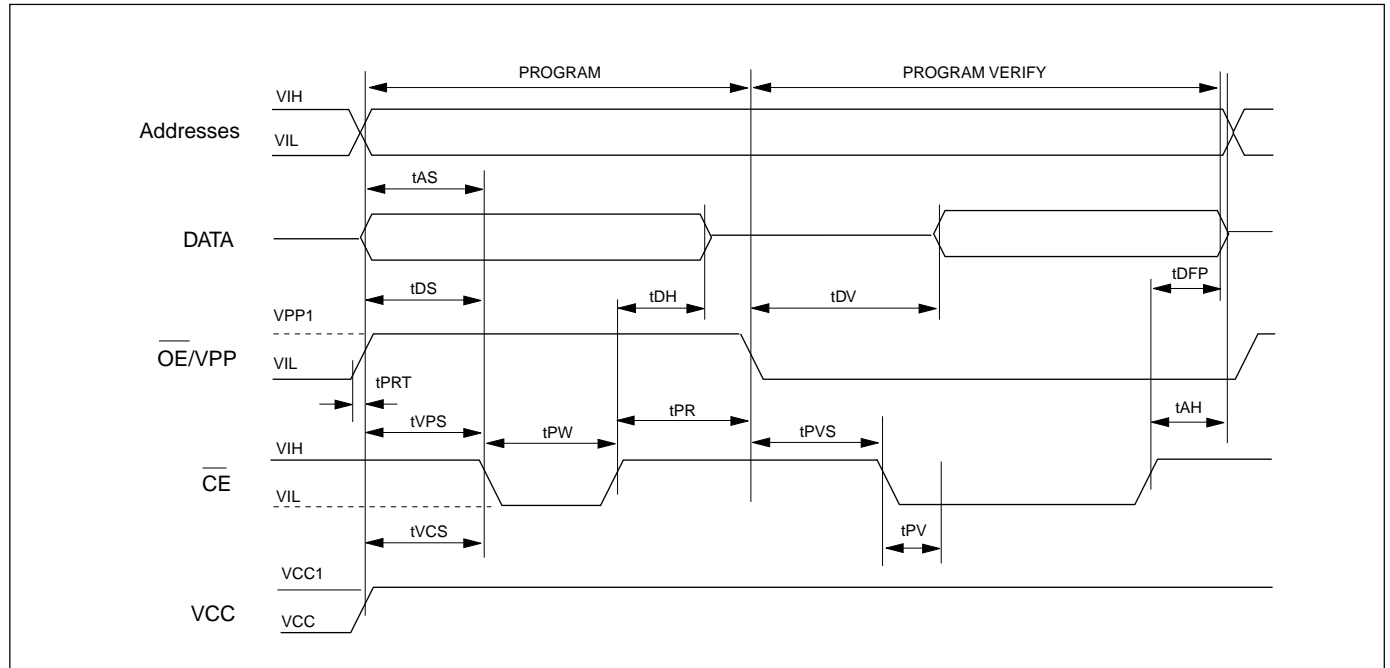 PROGRAM
PROGRAM VERIFY
VIH
Addresses
VIL
tAS
DATA
tDS
tDH
tDV
tDFP
VPP1
OE/VPP
VIL
tPRT
tVPS
tPW
tPR
tPVS
tAH
VIH
CE
VIL
tVCS
tPV
VCC1
VCC
VCC